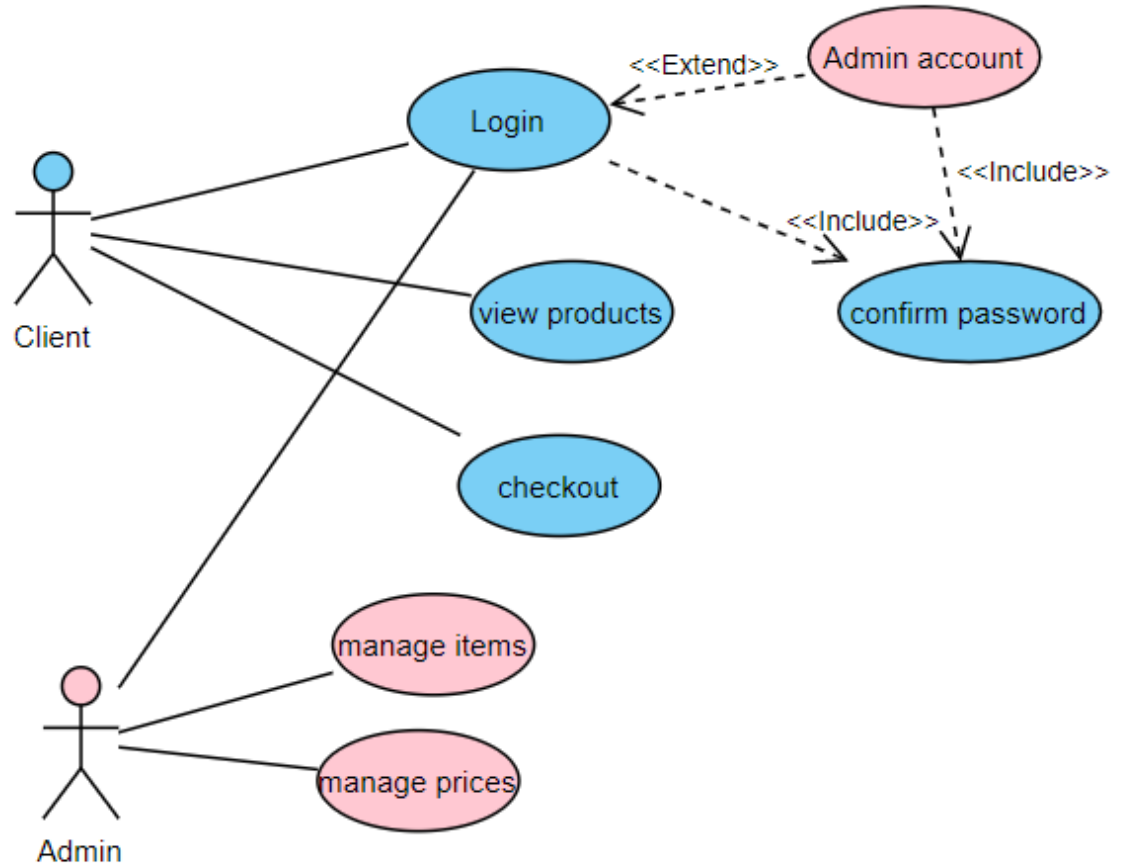 Admin account
<<Extend>>
Login
<<Include>>
<<Include>>
view products
confirm password
Client
checkout
manage items
manage prices
Admin